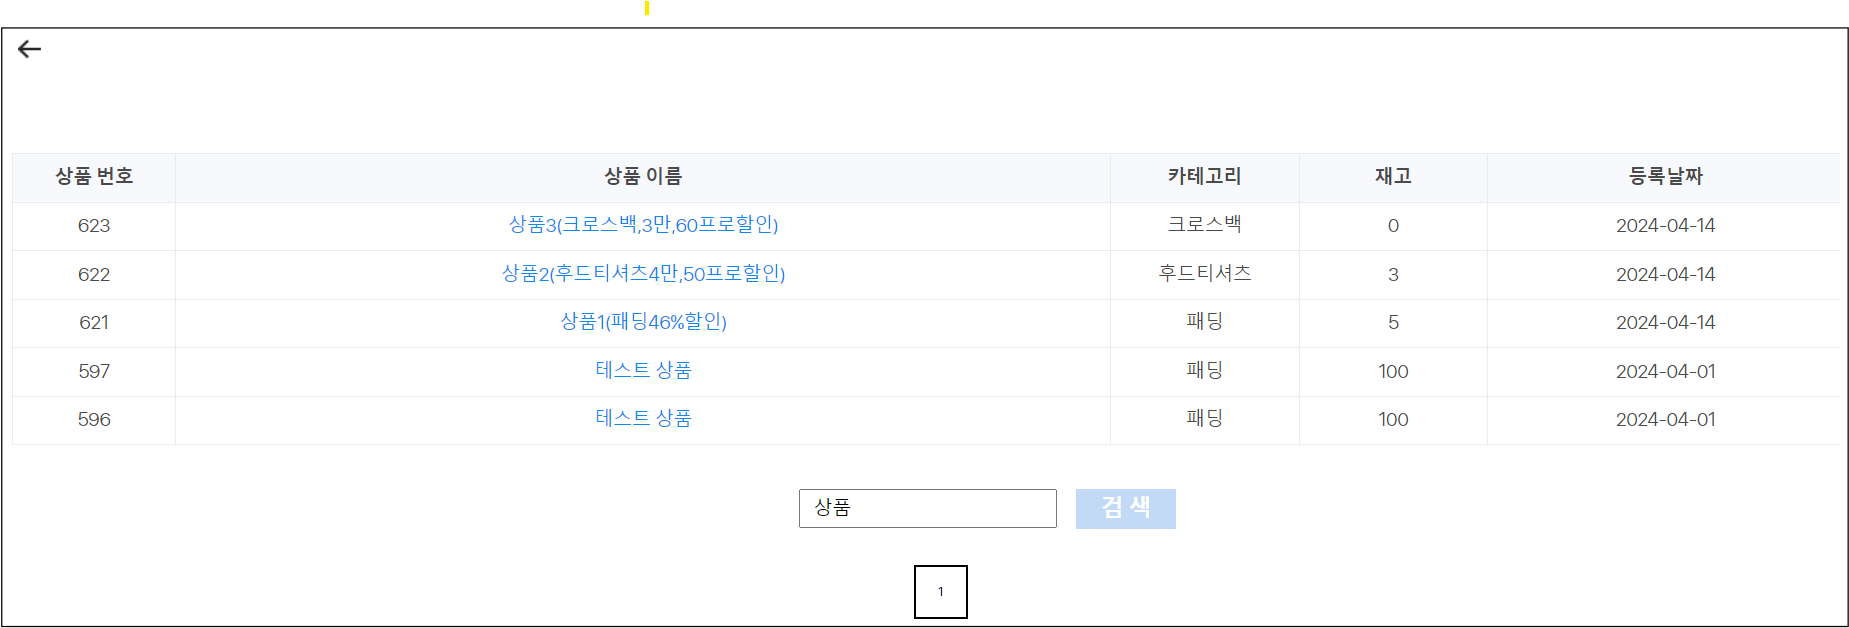 상품 번호 상품 이름 카테고리 재고 등록날짜
623 상품3(크로스백,3만,60프로할인) 크로스백 0 2024-04-14
622 상품2(후드티셔츠4만,50프로할인) 후드티셔츠 3 2024-04-14
621 상품1(패딩46%할인) 패딩 5 2024-04-14
597 테스트 상품 패딩 100 2024-04-01
596 테스트 상품 패딩 100 2024-04-01
상품 검 색
1